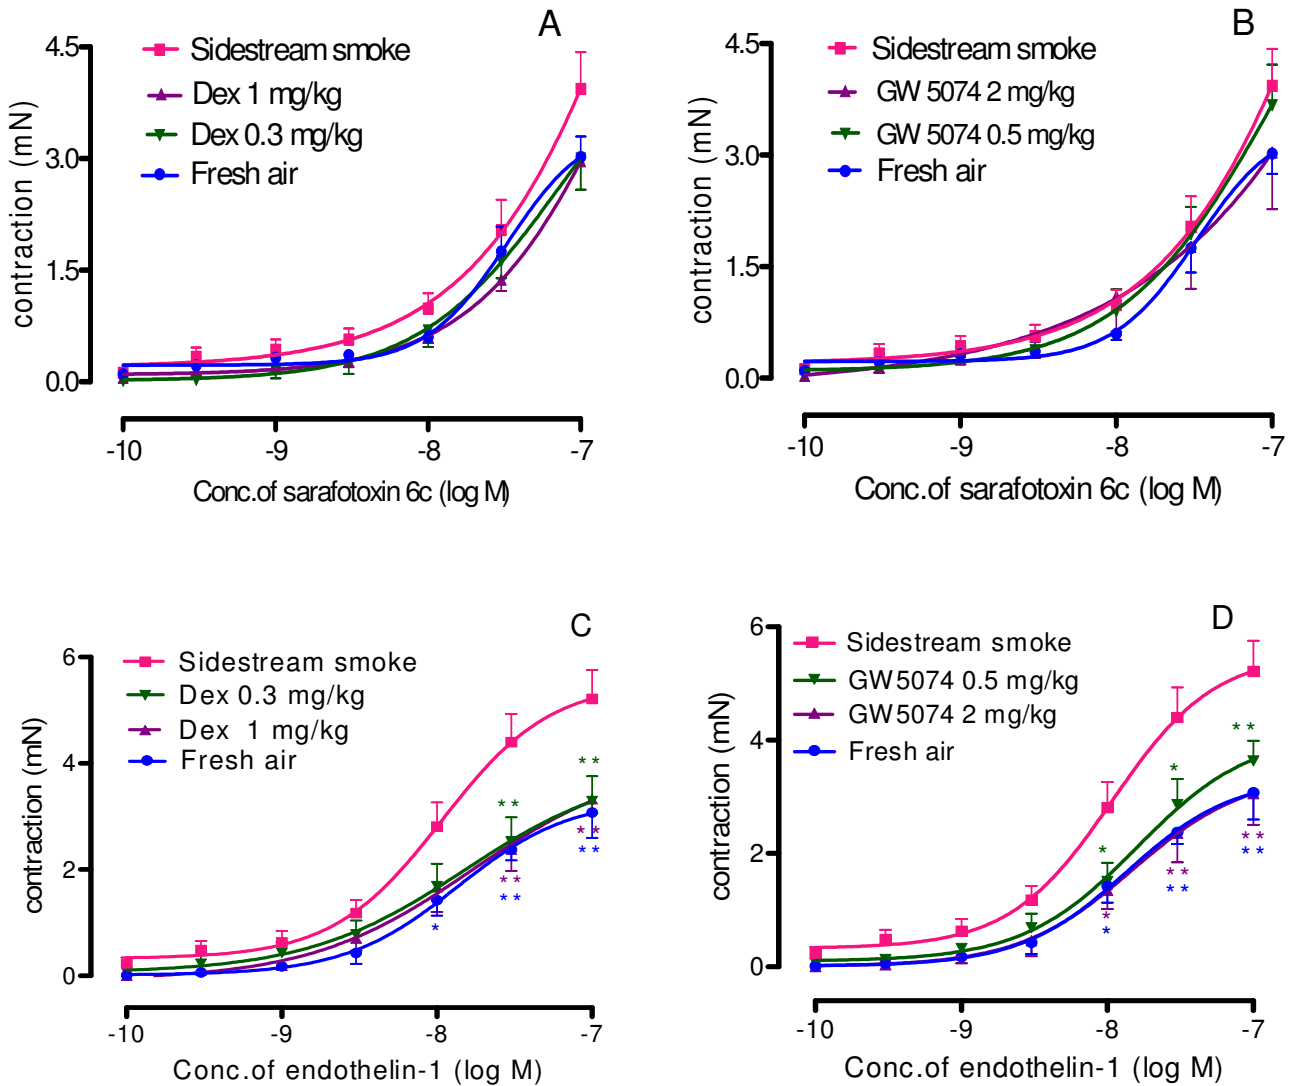 A
Sidestream smoke
Dex 1 mg/kg
Dex 0.3 mg/kg
Fresh air
4.5
3.0
1.5
0.0
contraction (mN)
-10 -9 -8 -7
Conc.of sarafotoxin 6c (log M)
B
Sidestream smoke
GW 5074 2 mg/kg
GW 5074 0.5 mg/kg
Fresh air
4.5
3.0
1.5
0.0
contraction (mN)
-10 -9 -8 -7
Conc.of sarafotoxin 6c (log M)
C
Sidestream smoke
Dex 0.3 mg/kg
Dex 1 mg/kg
Fresh air
6
4
2
0
contraction (mN)
* *
* *
* *
* *
* *
* *
*
-10 -9 -8 -7
Conc.of endothelin-1 (log M)
D
Sidestream smoke
GW5074 0.5 mg/kg
GW5074 2 mg/kg
Fresh air
6
4
2
0
contraction (mN)
* *
*
*
* *
* *
* *
* *
*
*
-10 -9 -8 -7
Conc.of endothelin-1 (log M)